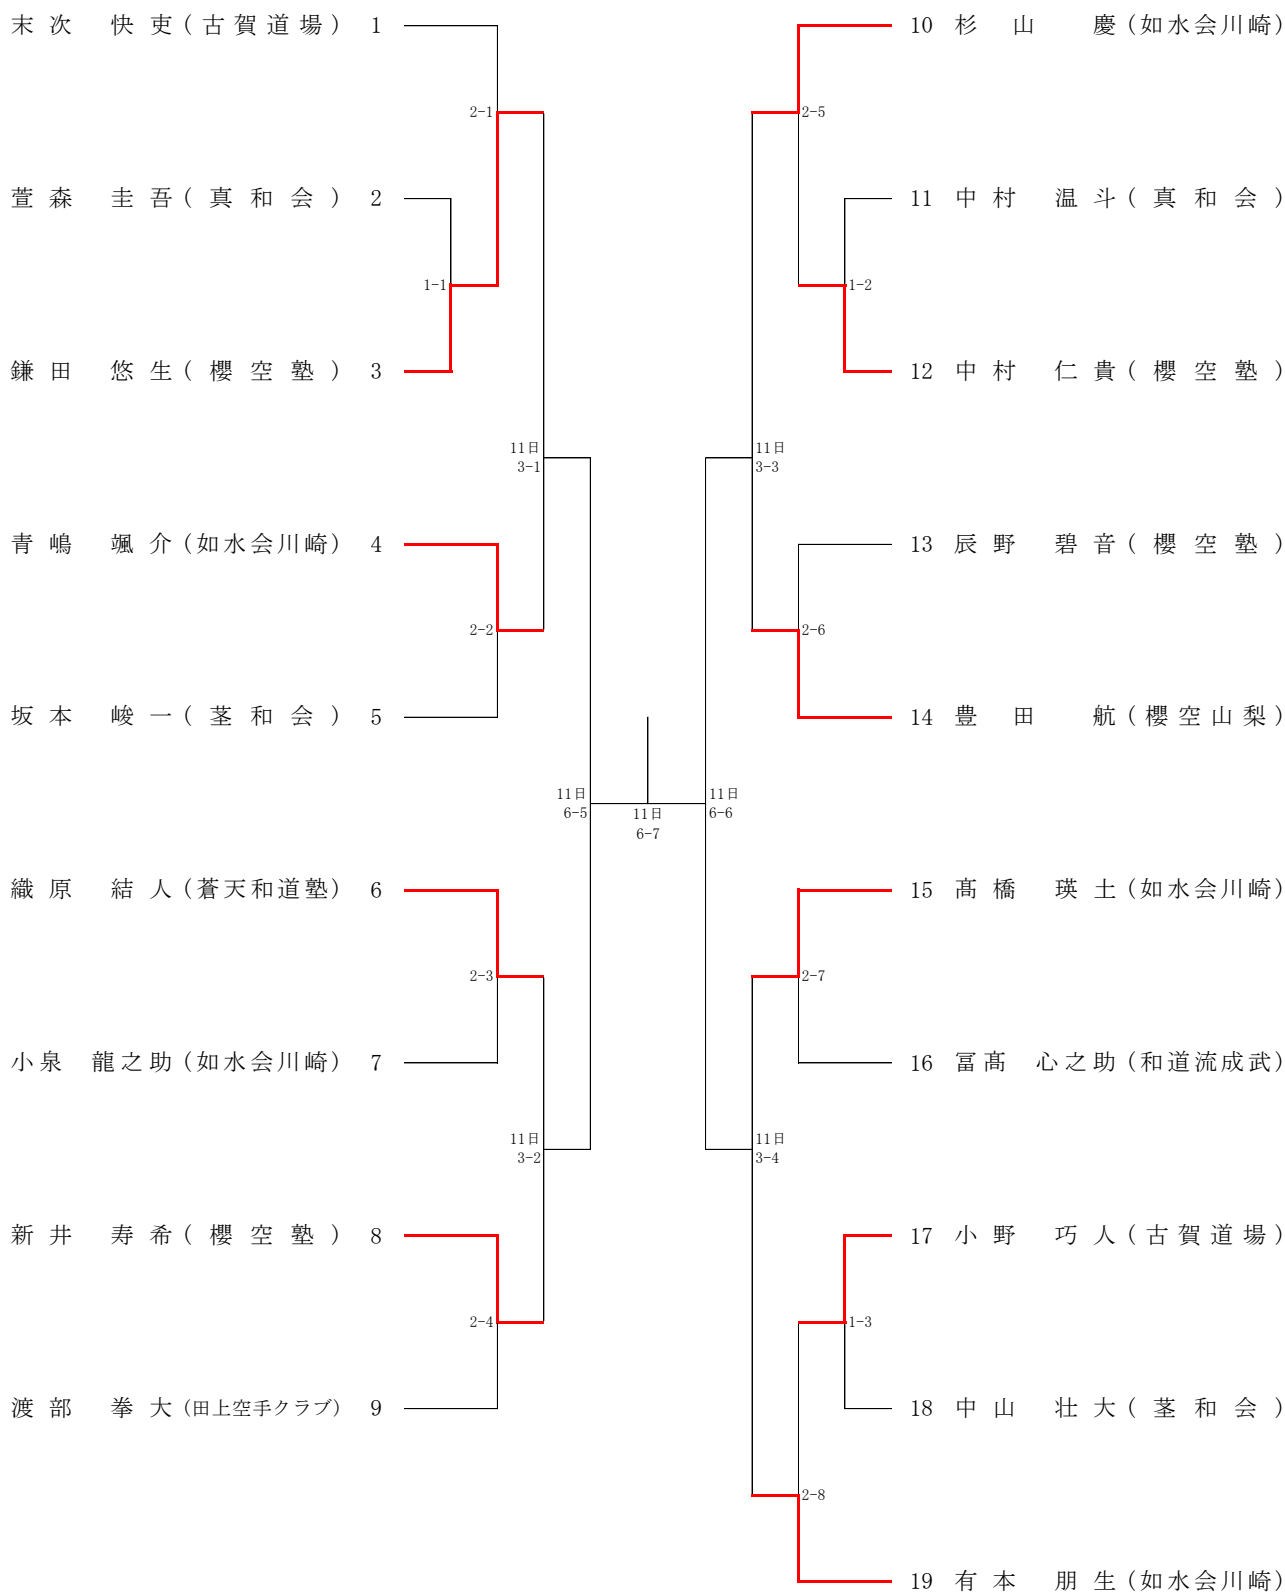 末次 快吏(古賀道場) 1
2-1
萱森 圭吾(真和会) 2
1-1
鎌田 悠生(櫻空塾) 3
11日
3-1
青嶋 颯介(如水会川崎) 4
2-2
坂本 峻一(茎和会) 5
11日
6-5
織原 結人(蒼天和道塾) 6
2-3
小泉 龍之助(如水会川崎) 7
11日
3-2
新井 寿希(櫻空塾) 8
2-4
渡部 拳大(田上空手クラブ) 9
11日
6-7
10 杉山 慶(如水会川崎)
2-5
11 中村 温斗(真和会)
1-2
12 中村 仁貴(櫻空塾)
11日
3-3
13 辰野 碧音(櫻空塾)
2-6
14 豊田 航(櫻空山梨)
11日
6-6
15 髙橋 瑛士(如水会川崎)
2-7
16 冨髙 心之助(和道流成武)
11日
3-4
17 小野 巧人(古賀道場)
1-3
18 中山 壮大(茎和会)
2-8
19 有本 朋生(如水会川崎)